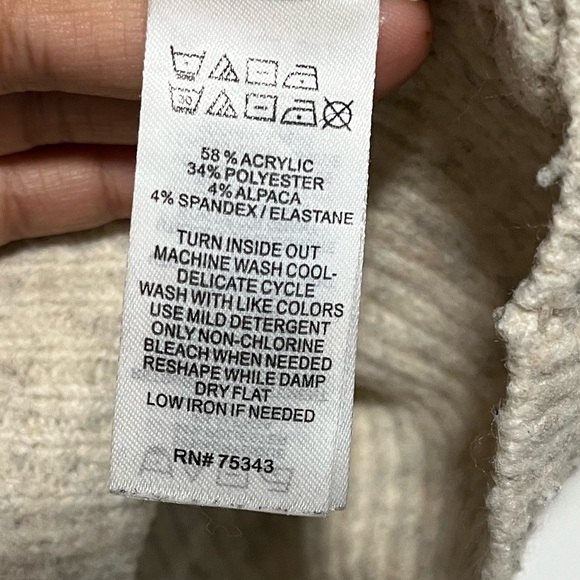 30
58 % ACRYLIC
34% POLYESTER
4% ALPACA
4% SPANDEX / ELASTANE
TURN INSIDE OUT
MACHINE WASH COOL-
DELICATE CYCLE
WASH WITH LIKE COLORS
USE MILD DETERGENT
ONLY NON-CHLORINE
BLEACH WHEN NEEDED
RESHAPE WHILE DAMP
DRY FLAT
LOW IRON IF NEEDED
RN# 75343